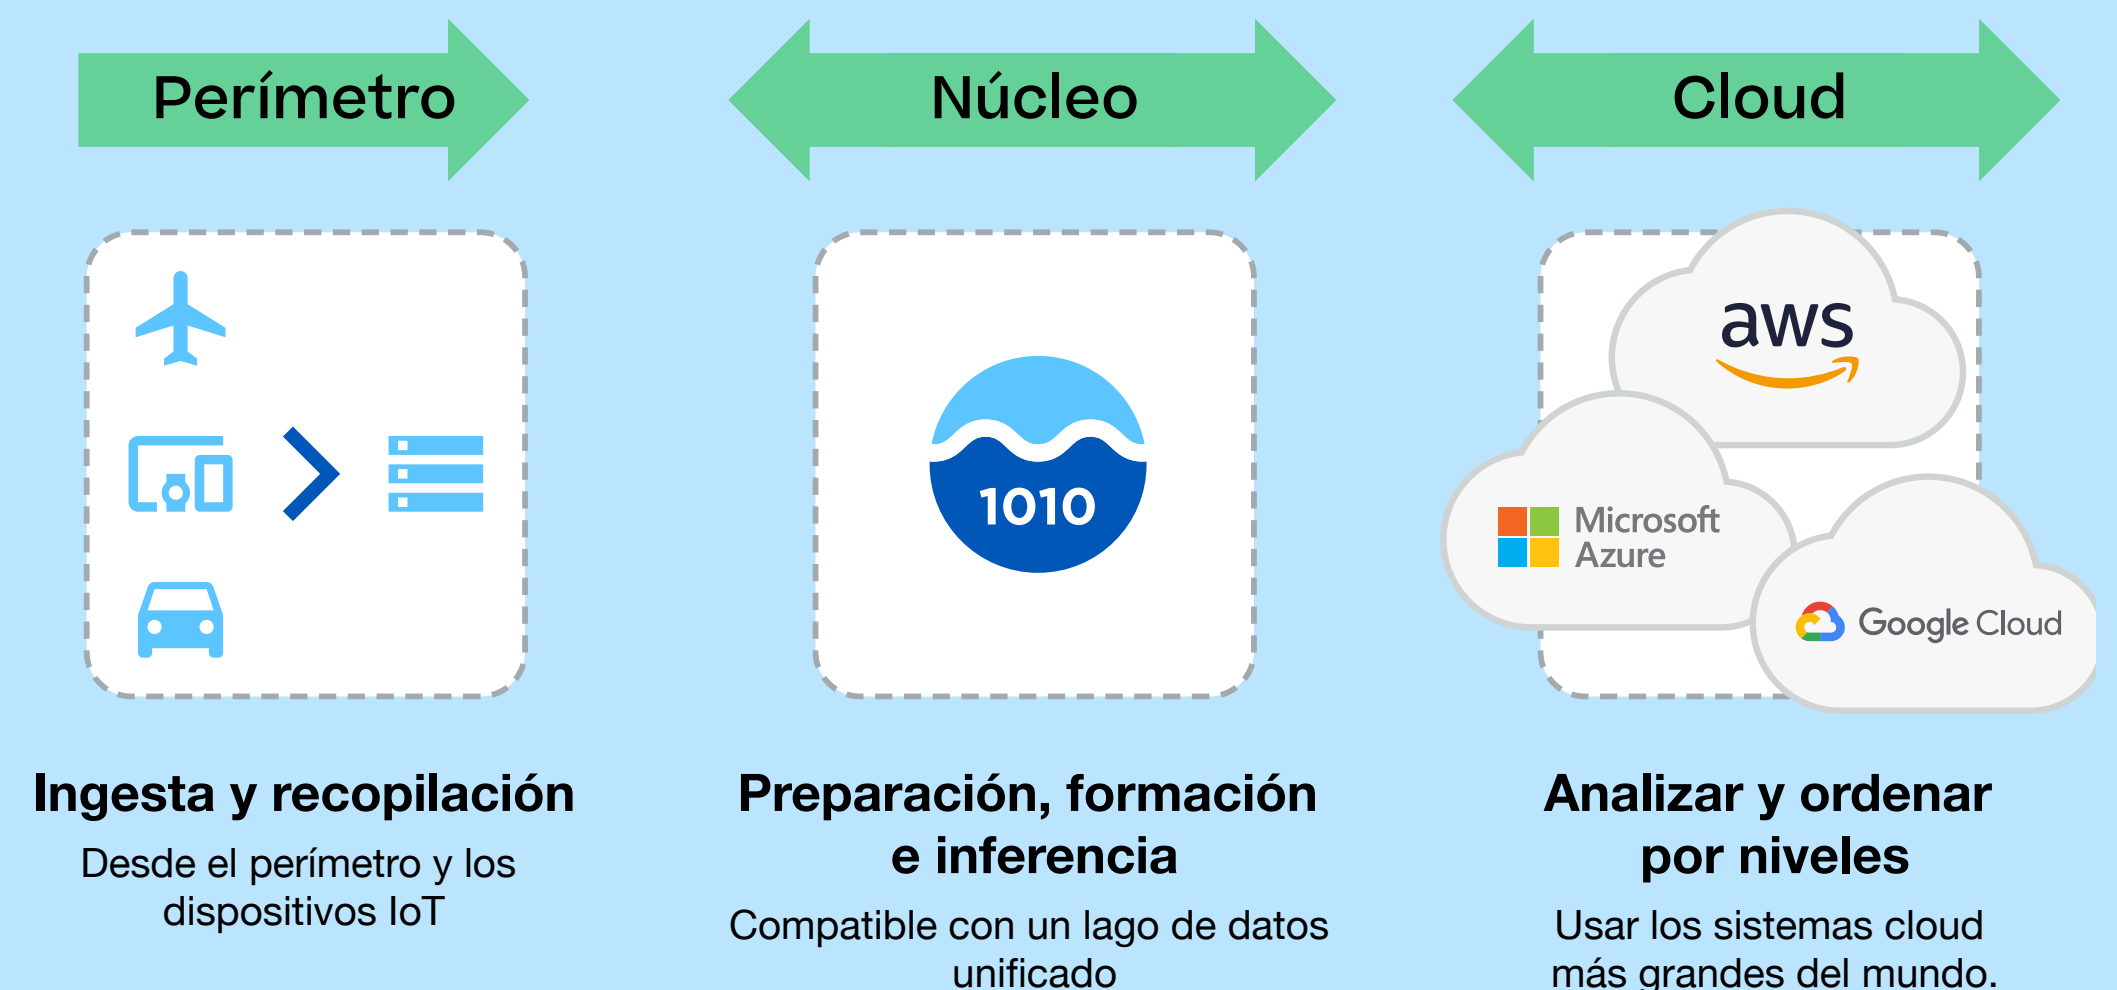 Perímetro
Núcleo
Cloud
aws
Microsoft
Azure
Google Cloud
1010
Ingesta y recopilación
Desde el perímetro y los
dispositivos IoT
Preparación, formación
e inferencia
Compatible con un lago de datos
unificado
Analizar y ordenar
por niveles
Usar los sistemas cloud
más grandes del mundo.